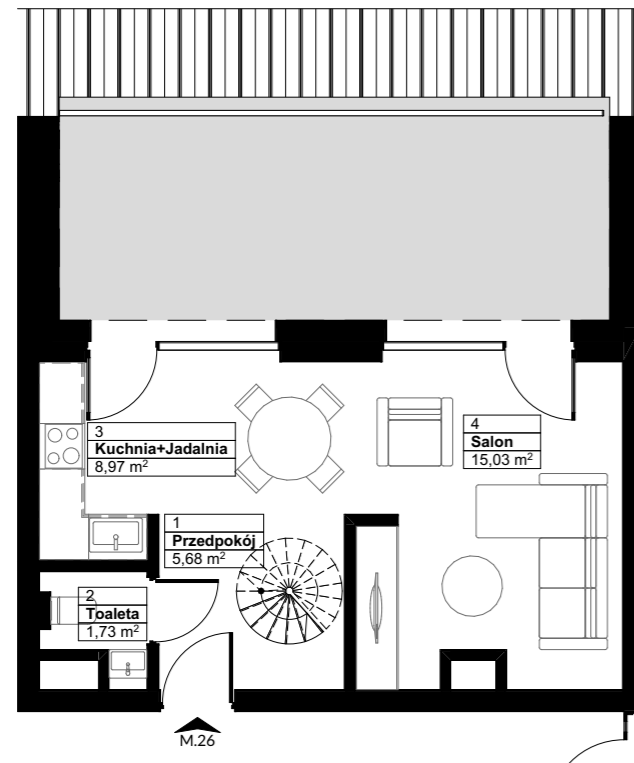 3
Kuchnia+Jadalnia
8,97 m²
4
Salon
15,03 m²
1
Przedpokój
5,68 m²
2
Toaleta
1,73 m²
M.26